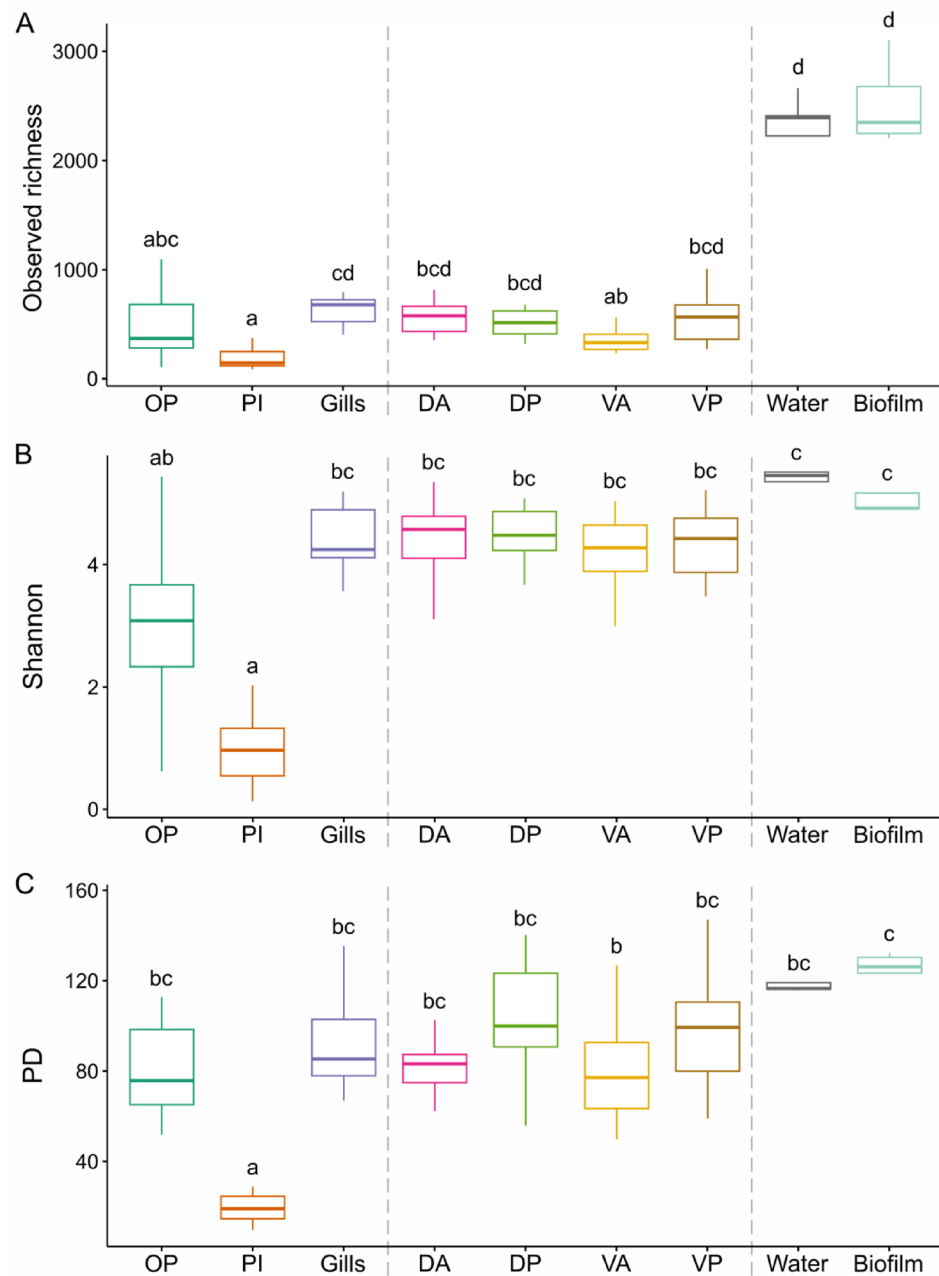 A
Observed richness
3000
2000
1000
0
abc
a
cd
bcd
bcd
ab
bcd
d
d
OP PI Gills DA DP VA VP Water Biofilm
B
Shannon
4
2
0
ab
a
bc
bc
bc
bc
bc
c
c
OP PI Gills DA DP VA VP Water Biofilm
C
PD
160
120
80
40
bc
a
bc
bc
bc
b
bc
bc
c
OP PI Gills DA DP VA VP Water Biofilm